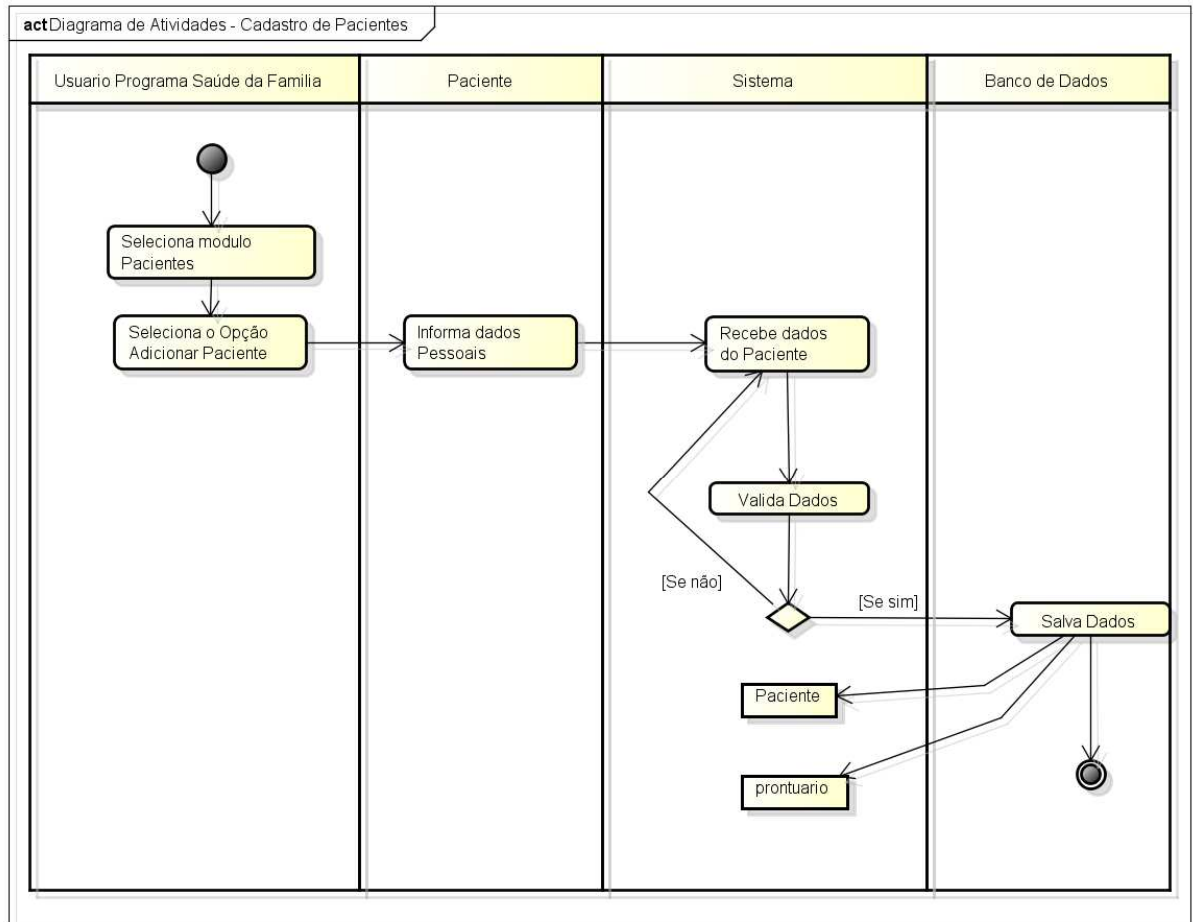 act Diagrama de Atividades - Cadastro de Pacientes
Usuario Programa Saúde da Familia
Paciente
Sistema
Banco de Dados
Seleciona modulo
Pacientes
Seleciona o Opção
Adicionar Paciente
Informa dados
Pessoais
Recebe dados
do Paciente
Valida Dados
[Se não]
[Se sim]
Salva Dados
Paciente
prontuario